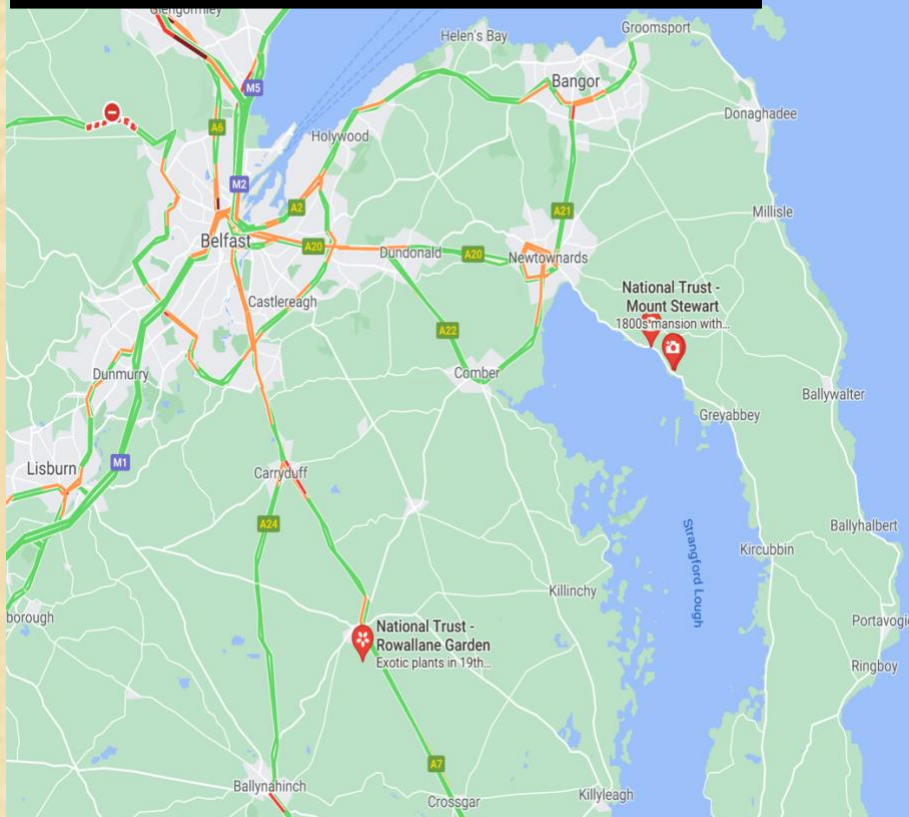 Glengormley
Helen's Bay
Groomsport
Bangor
M5
Donaghadee
A6
Holywood
M2
A2
A21
Millisle
Belfast
A20
Dundonald
A20
Newtownards
National Trust -
Mount Stewart
1800s mansion with...
Castlereagh
A22
Dunmurry
Comber
Ballywalter
Greyabbey
Lisburn
M1
Carryduff
A24
Strangford Lough
Ballyhalbert
Kircubbin
Killinchy
borough
National Trust -
Rowallane Garden
Exotic plants in 19th...
Portavogie
Ringboy
A7
Ballynahinch
Crossgar
Killyleagh